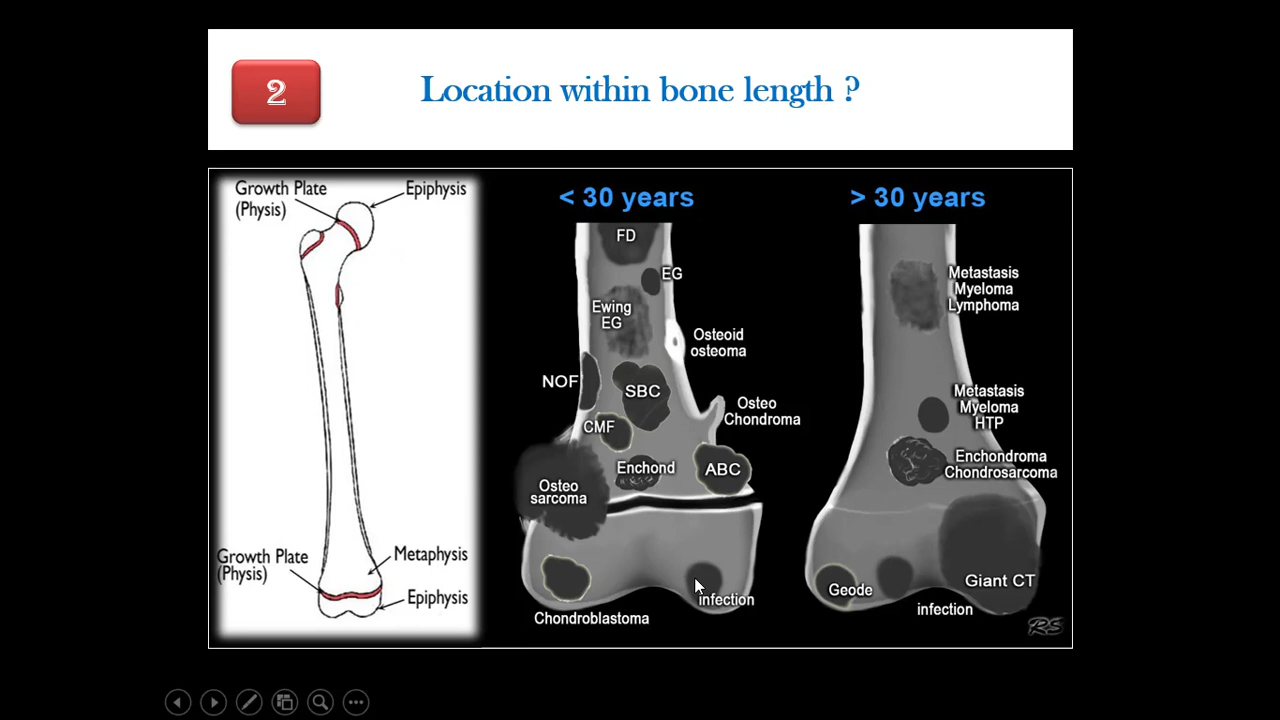 2
Location within bone length ?
Growth Plate
(Physis)
Epiphysis
Growth Plate
(Physis)
Metaphysis
Epiphysis
< 30 years
FD
EG
Ewing
EG
Osteoid
osteoma
NOF
SBC
Osteo
Chondroma
CMF
Enchond
ABC
Osteo
sarcoma
infection
Chondroblastoma
> 30 years
Metastasis
Myeloma
Lymphoma
Metastasis
Myeloma
HTP
Enchondroma
Chondrosarcoma
Giant CT
Geode
infection
RS